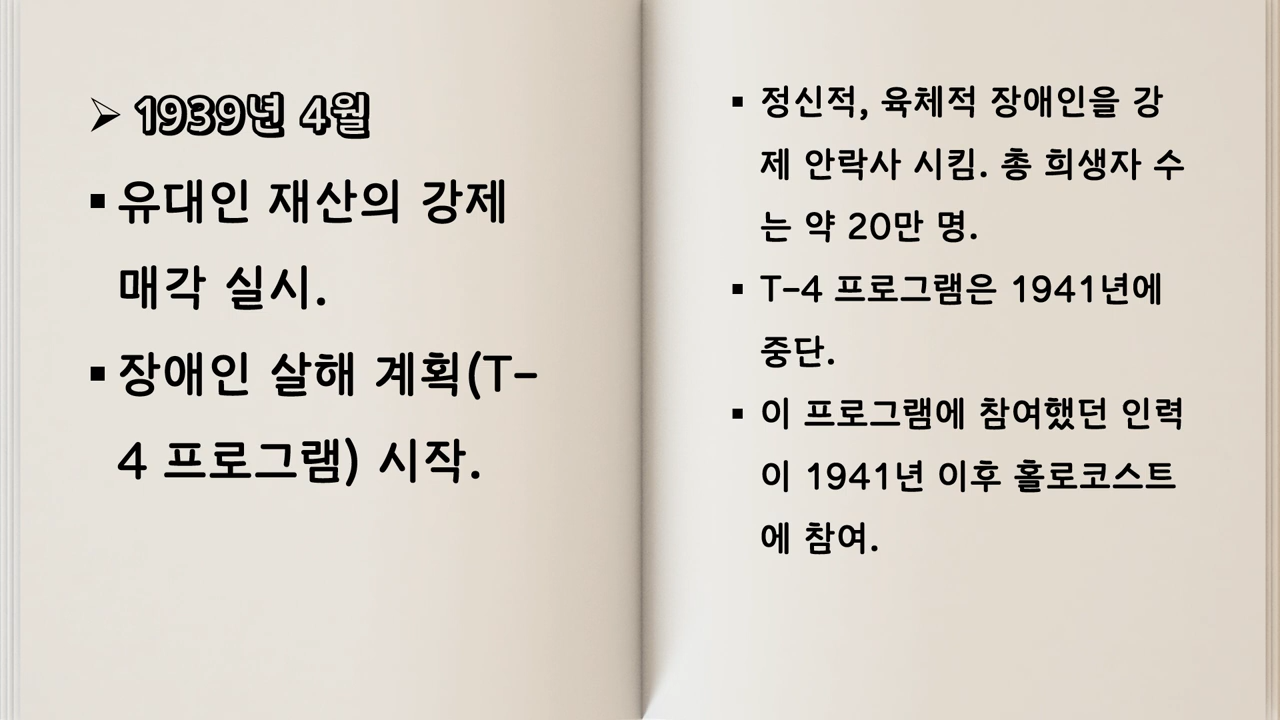 ➢ 1939년 4월
▪ 유대인 재산의 강제
매각 실시.
▪ 장애인 살해 계획(T-
4 프로그램) 시작.
▪ 정신적, 육체적 장애인을 강
제 안락사 시킴. 총 희생자 수
는 약 20만 명.
▪ T-4 프로그램은 1941년에
중단.
▪ 이 프로그램에 참여했던 인력
이 1941년 이후 홀로코스트
에 참여.